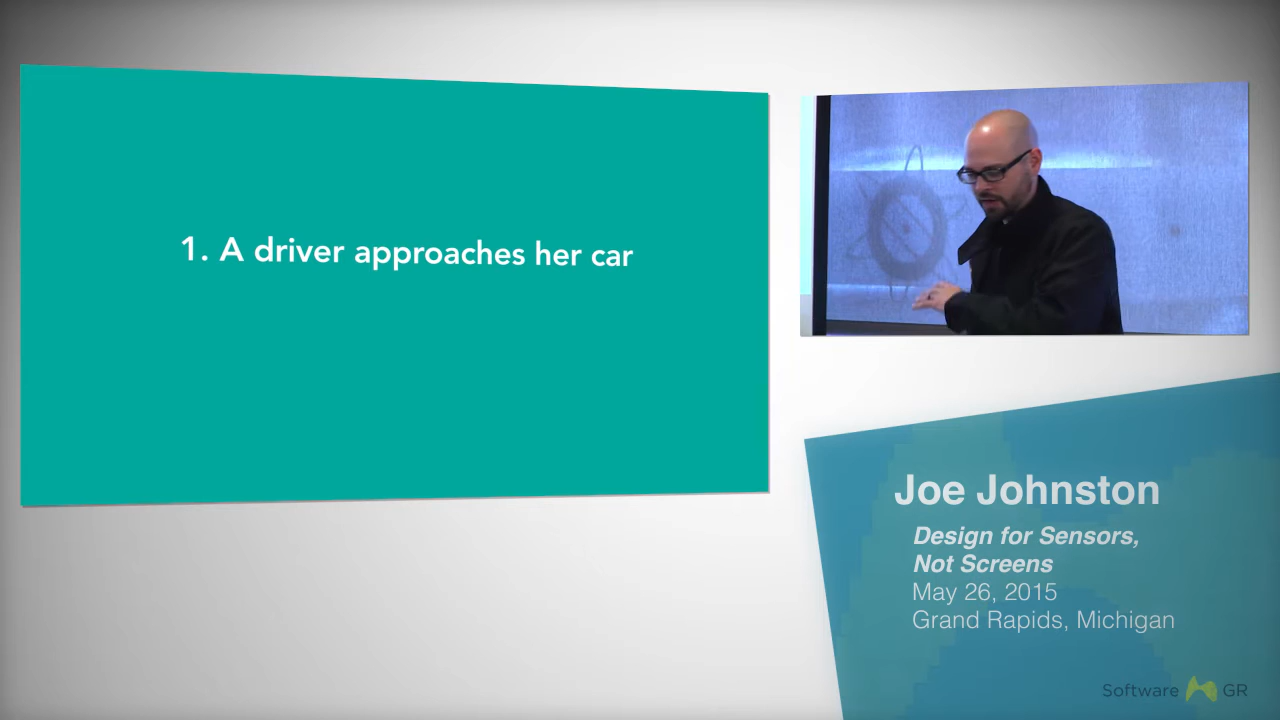 1. A driver approaches her car
Joe Johnston
Design for Sensors,
Not Screens
May 26, 2015
Grand Rapids, Michigan
Software GR